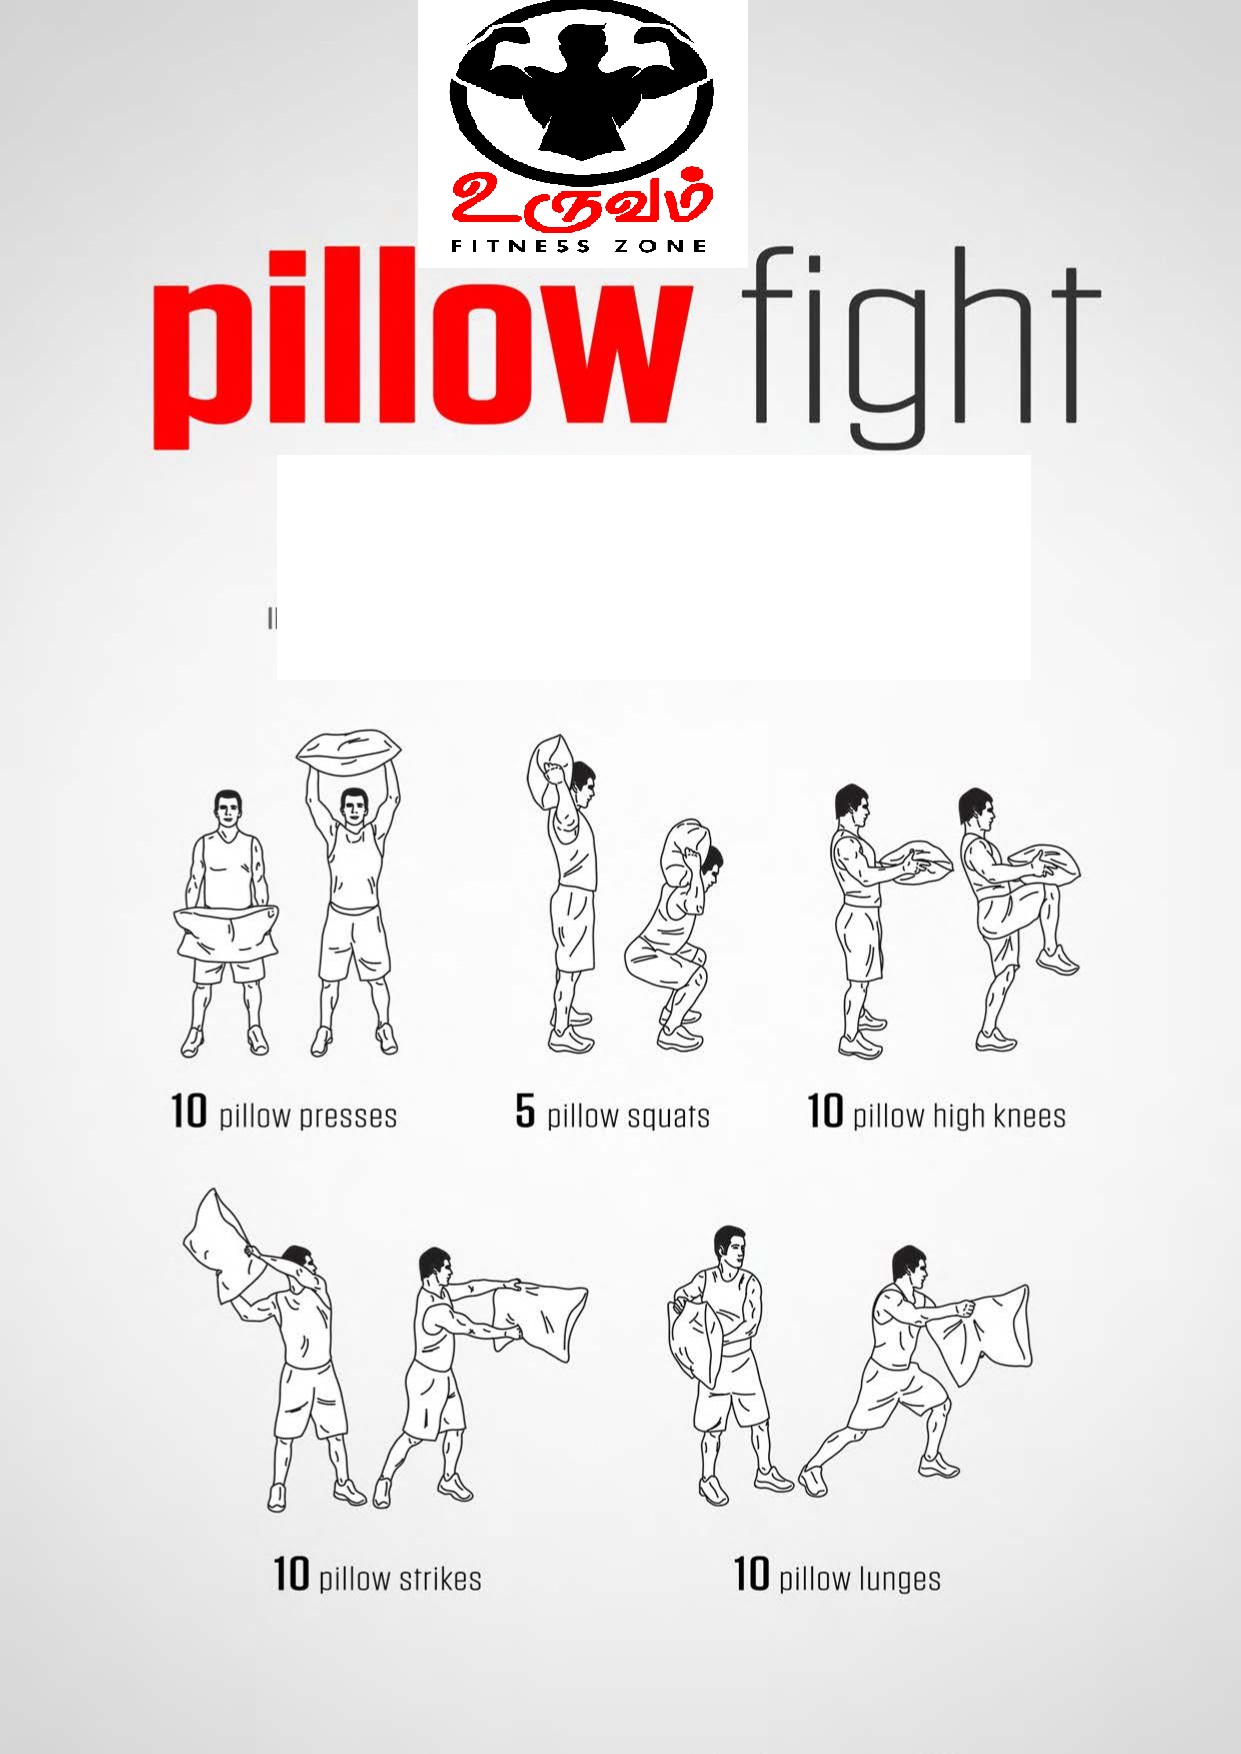 உருவம்
FITNESS ZONE
pillow fight
10 pillow presses
5 pillow squats
10 pillow high knees
10 pillow strikes
10 pillow lunges